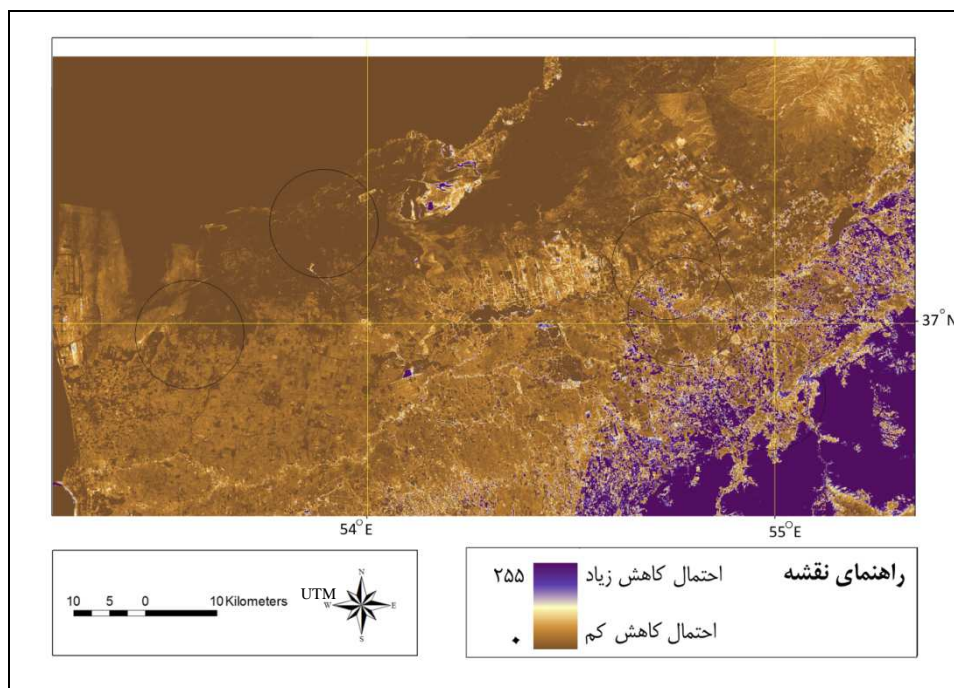 37°N
54°E
55°E
10 5 0 10 Kilometers
UTM
N
W E
S
راهنمای نقشه
احتمال کاهش زیاد ۲۵۵
احتمال کاهش کم ۰